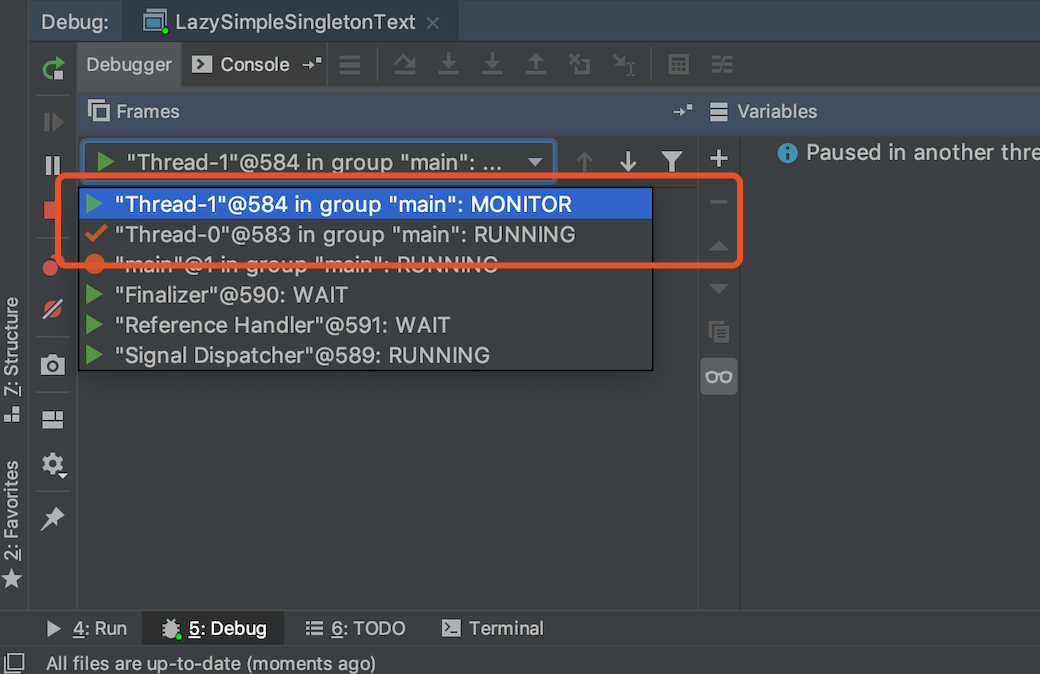 Debug: LazySimpleSingletonText
Debugger Console
Frames
Variables
"Thread-1"@584 in group "main": ...
Paused in another thre
"Thread-1"@584 in group "main": MONITOR
"Thread-0"@583 in group "main": RUNNING
"main"@1 in group "main": RUNNING
"Finalizer"@590: WAIT
"Reference Handler"@591: WAIT
"Signal Dispatcher"@589: RUNNING
Z: Structure
2: Favorites
4: Run 5: Debug 6: TODO Terminal
All files are up-to-date (moments ago)